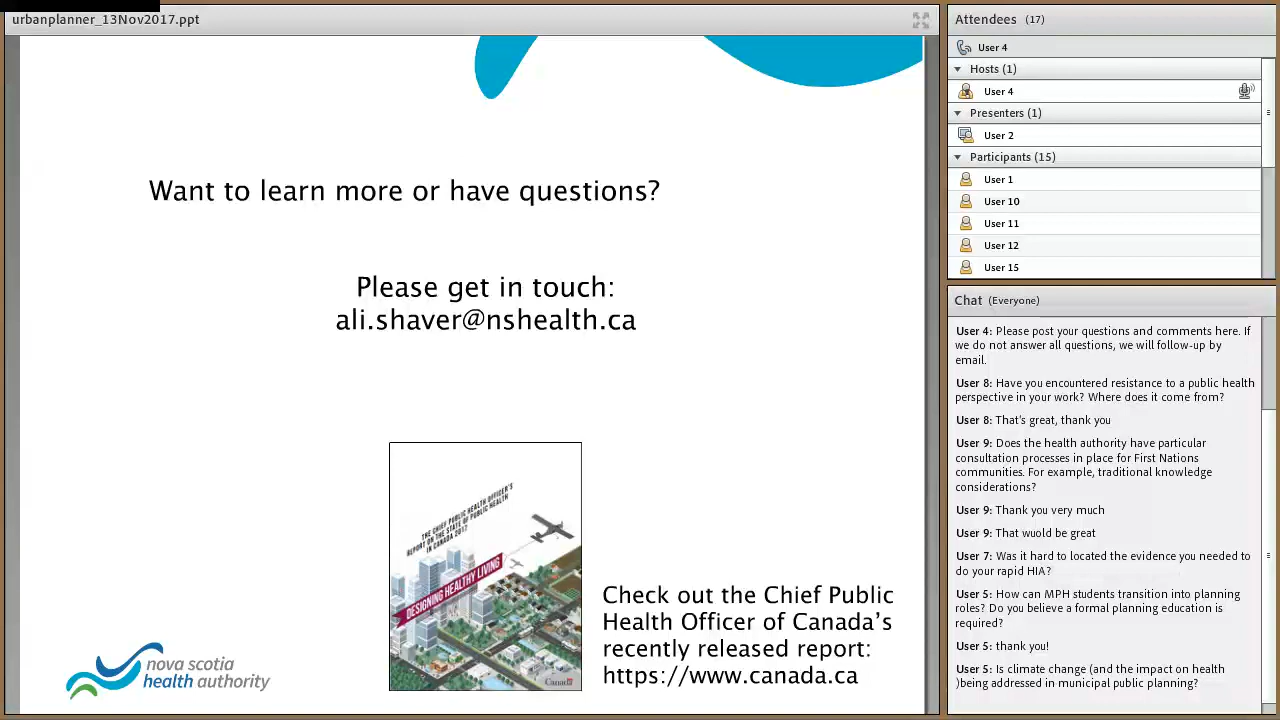 urbanplanner_13Nov2017.ppt
Want to learn more or have questions?
Please get in touch:
ali.shaver@nshealth.ca
THE CHIEF PUBLIC HEALTH OFFICER'S
REPORT ON THE STATE OF PUBLIC HEALTH
IN CANADA 2017
DESIGNING HEALTHY LIVING
Canada
Check out the Chief Public
Health Officer of Canada's
recently released report:
https://www.canada.ca
nova scotia
health authority
Attendees (17)
User 4
Hosts (1)
User 4
Presenters (1)
User 2
Participants (15)
User 1
User 10
User 11
User 12
User 15
Chat (Everyone)
User 4: Please post your questions and comments here. If
we do not answer all questions, we will follow-up by
email.
User 8: Have you encountered resistance to a public health
perspective in your work? Where does it come from?
User 8: That's great, thank you
User 9: Does the health authority have particular
consultation processes in place for First Nations
communities. For example, traditional knowledge
considerations?
User 9: Thank you very much
User 9: That wuold be great
User 7: Was it hard to located the evidence you needed to
do your rapid HIA?
User 5: How can MPH students transition into planning
roles? Do you believe a formal planning education is
required?
User 5: thank you!
User 5: Is climate change (and the impact on health
)being addressed in municipal public planning?